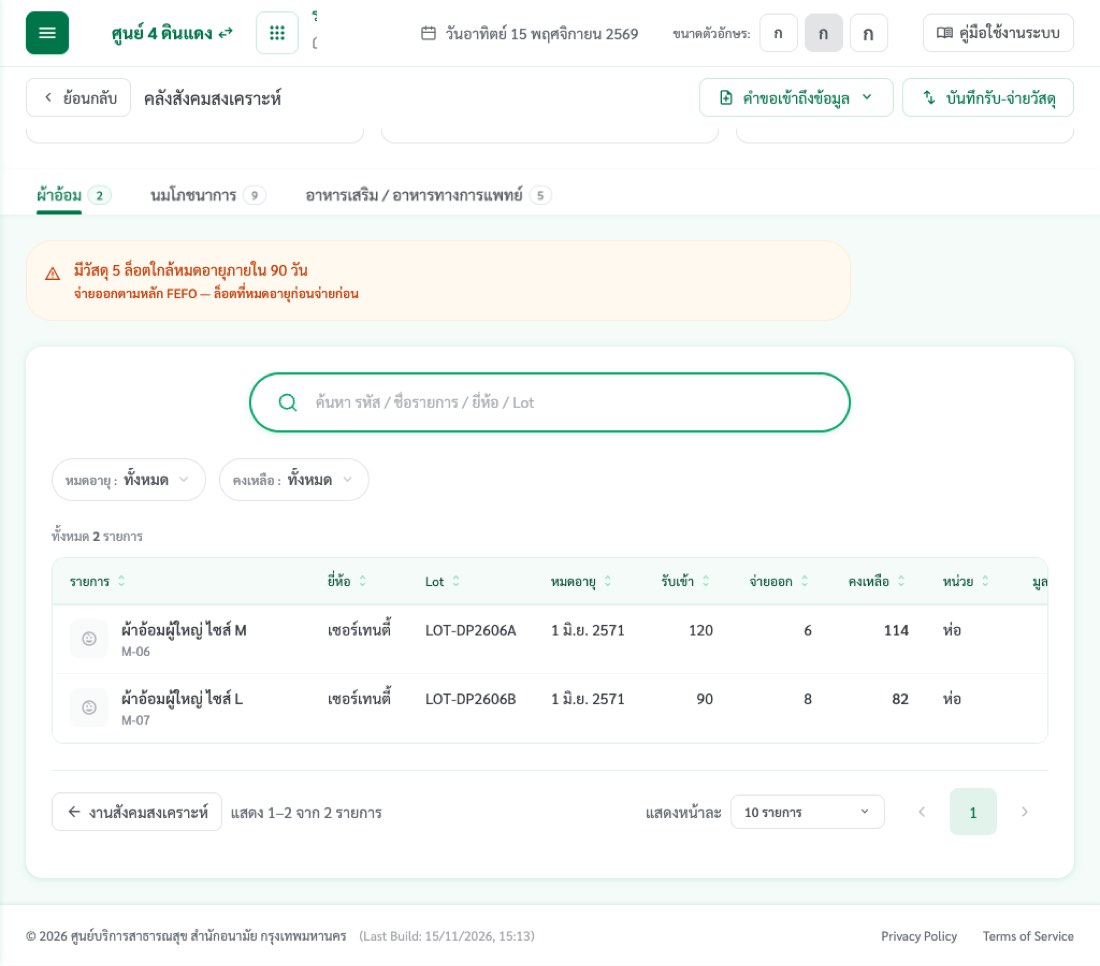 ศูนย์ 4 ดินแดง
วันอาทิตย์ 15 พฤศจิกายน 2569
ขนาดตัวอักษร: ก ก ก
คู่มือใช้งานระบบ
ย้อนกลับ
คลังสังคมสงเคราะห์
คำขอเข้าถึงข้อมูล
บันทึกรับ-จ่ายวัสดุ
ผ้าอ้อม 2
นมโภชนาการ 9
อาหารเสริม / อาหารทางการแพทย์ 5
มีวัสดุ 5 ล็อตใกล้หมดอายุภายใน 90 วัน
จ่ายออกตามหลัก FEFO — ล็อตที่หมดอายุก่อนจ่ายก่อน
ค้นหา รหัส / ชื่อรายการ / ยี่ห้อ / Lot
หมดอายุ : ทั้งหมด
คงเหลือ : ทั้งหมด
ทั้งหมด 2 รายการ
รายการ ยี่ห้อ Lot หมดอายุ รับเข้า จ่ายออก คงเหลือ หน่วย มูล
ผ้าอ้อมผู้ใหญ่ ไซส์ M เซอร์เทนตี้ LOT-DP2606A 1 มิ.ย. 2571 120 6 114 ห่อ
M-06
ผ้าอ้อมผู้ใหญ่ ไซส์ L เซอร์เทนตี้ LOT-DP2606B 1 มิ.ย. 2571 90 8 82 ห่อ
M-07
งานสังคมสงเคราะห์
แสดง 1–2 จาก 2 รายการ
แสดงหน้าละ 10 รายการ
1
© 2026 ศูนย์บริการสาธารณสุข สำนักอนามัย กรุงเทพมหานคร (Last Build: 15/11/2026, 15:13)
Privacy Policy
Terms of Service